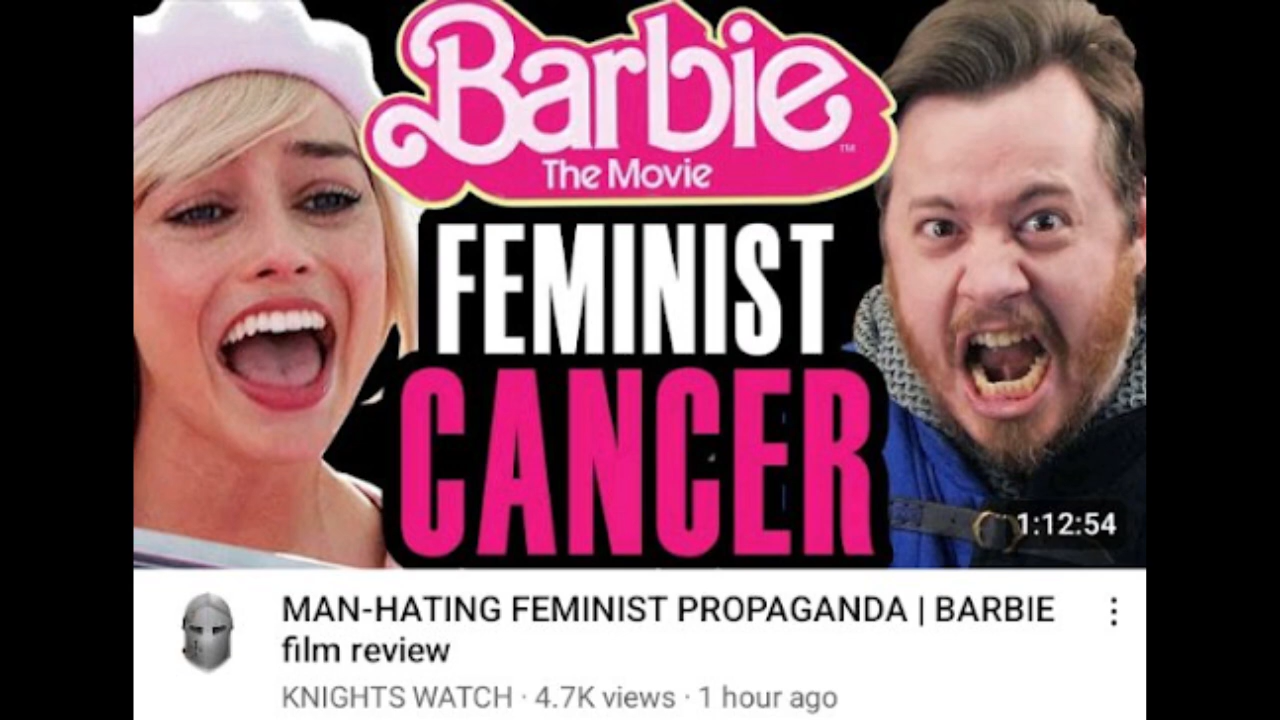 Barbie
The Movie
TM
FEMINIST
CANCER
1:12:54
MAN-HATING FEMINIST PROPAGANDA | BARBIE
film review
KNIGHTS WATCH · 4.7K views · 1 hour ago